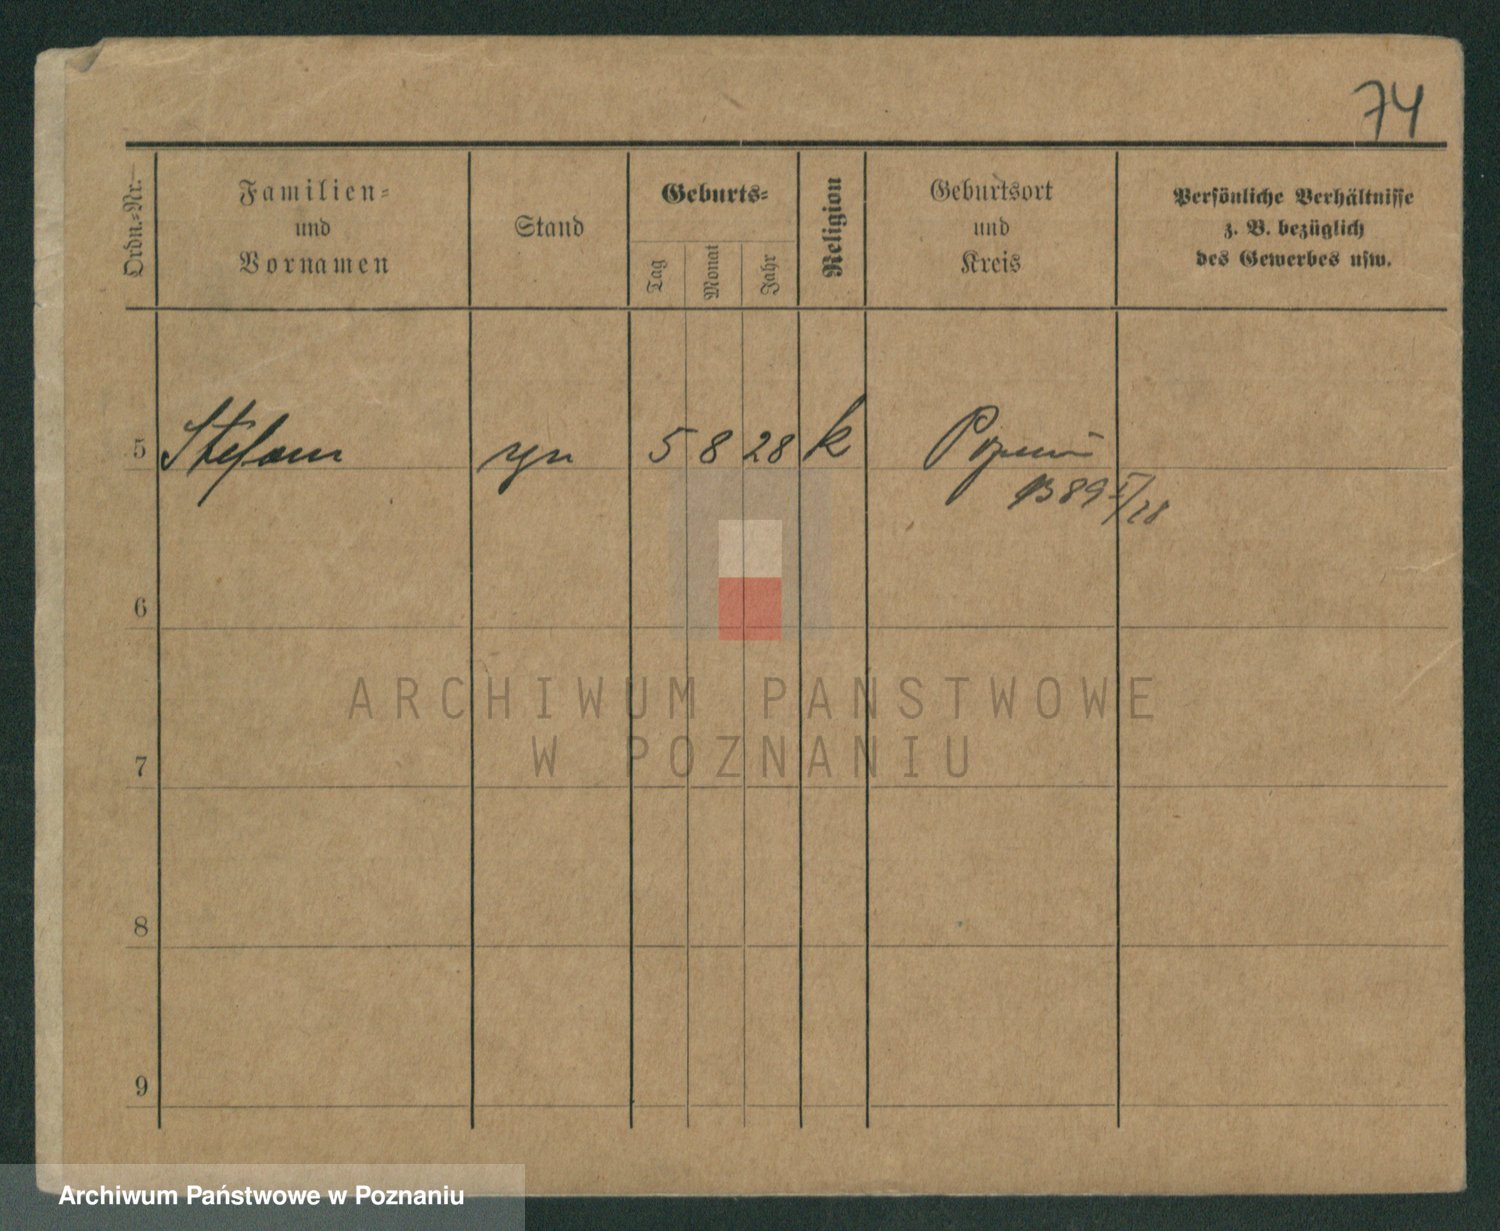 74
Ordn.=Nr.
Familien=
und
Vornamen
Stand
Geburts=
Tag
Monat
Jahr
Religion
Geburtsort
und
Kreis
Persönliche Verhältnisse
z. B. bezüglich
des Gewerbes usw.
5 Stefan syn 5 8 28 k Poznań
B 89 /28
6
7
8
9
ARCHIWUM PAŃSTWOWE
W POZNANIU
Archiwum Państwowe w Poznaniu